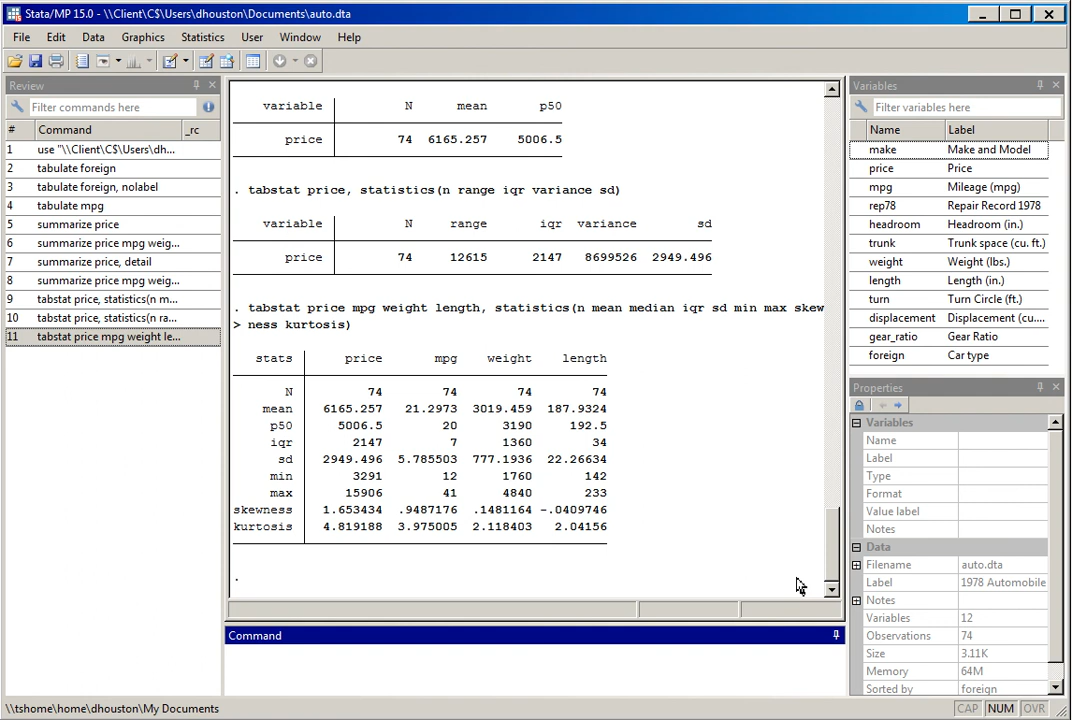 Stata/MP 15.0 - \\Client\C$\Users\dhouston\Documents\auto.dta
File Edit Data Graphics Statistics User Window Help
Review
Filter commands here
# Command _rc
1 use "\\Client\C$\Users\dh...
2 tabulate foreign
3 tabulate foreign, nolabel
4 tabulate mpg
5 summarize price
6 summarize price mpg weig...
7 summarize price, detail
8 summarize price mpg weig...
9 tabstat price, statistics(n m...
10 tabstat price, statistics(n ra...
11 tabstat price mpg weight le...
variable N mean p50
price 74 6165.257 5006.5
. tabstat price, statistics(n range iqr variance sd)
variable N range iqr variance sd
price 74 12615 2147 8699526 2949.496
. tabstat price mpg weight length, statistics(n mean median iqr sd min max skew
> ness kurtosis)
stats price mpg weight length
N 74 74 74 74
mean 6165.257 21.2973 3019.459 187.9324
p50 5006.5 20 3190 192.5
iqr 2147 7 1360 34
sd 2949.496 5.785503 777.1936 22.26634
min 3291 12 1760 142
max 15906 41 4840 233
skewness 1.653434 .9487176 .1481164 -.0409746
kurtosis 4.819188 3.975005 2.118403 2.04156
.
Command
Variables
Filter variables here
Name Label
make Make and Model
price Price
mpg Mileage (mpg)
rep78 Repair Record 1978
headroom Headroom (in.)
trunk Trunk space (cu. ft.)
weight Weight (lbs.)
length Length (in.)
turn Turn Circle (ft.)
displacement Displacement (cu....
gear_ratio Gear Ratio
foreign Car type
Properties
Variables
Name
Label
Type
Format
Value label
Notes
Data
Filename auto.dta
Label 1978 Automobile
Notes
Variables 12
Observations 74
Size 3.11K
Memory 64M
Sorted by foreign
\\tshome\home\dhouston\My Documents
CAP NUM OVR